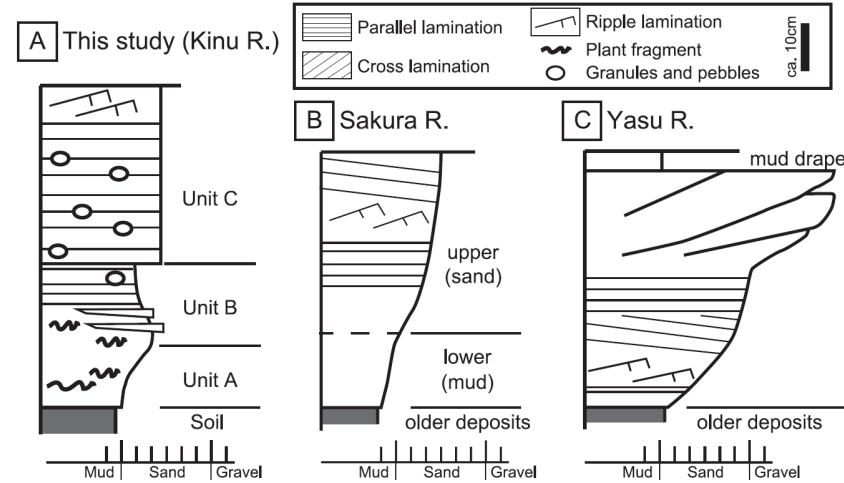 Parallel lamination
Cross lamination
Ripple lamination
Plant fragment
Granules and pebbles
ca. 10cm
A This study (Kinu R.)
Unit C
Unit B
Unit A
Soil
Mud Sand Gravel
B Sakura R.
upper
(sand)
lower
(mud)
older deposits
Mud Sand Gravel
C Yasu R.
mud drape
older deposits
Mud Sand Gravel